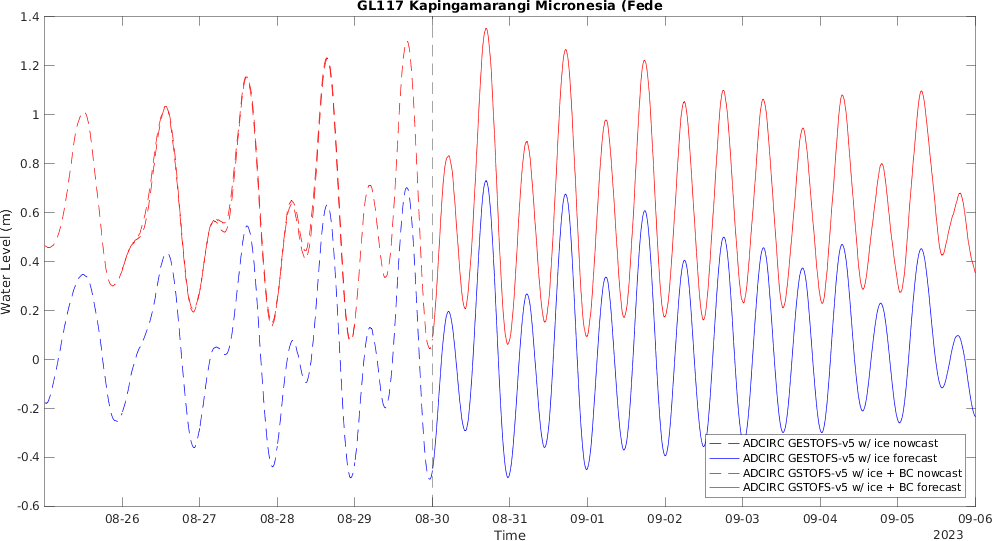 GL117 Kapingamarangi Micronesia (Fede
1.4
1.2
1
0.8
0.6
0.4
0.2
0
-0.2
-0.4
-0.6
Water Level (m)
08-26 08-27 08-28 08-29 08-30 08-31 09-01 09-02 09-03 09-04 09-05 09-06
Time
2023
ADCIRC GESTOFS-v5 w/ ice nowcast
ADCIRC GESTOFS-v5 w/ ice forecast
ADCIRC GSTOFS-v5 w/ ice + BC nowcast
ADCIRC GSTOFS-v5 w/ ice + BC forecast